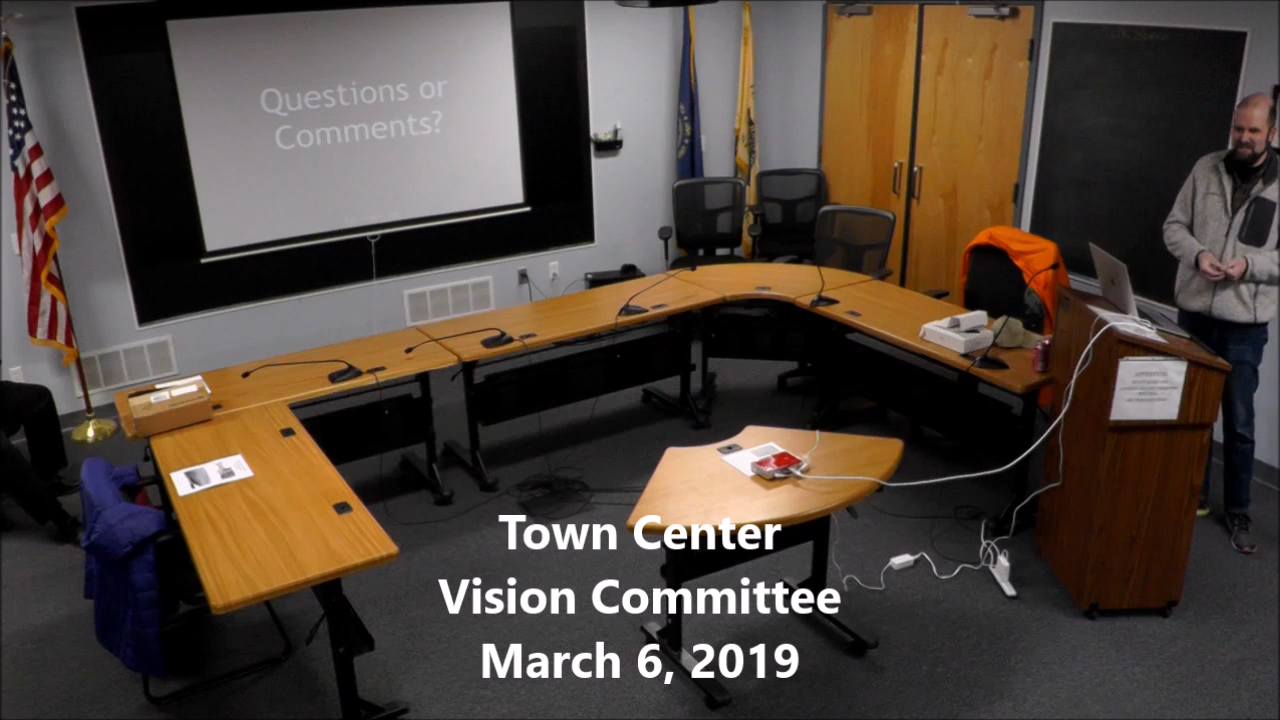 Questions or
Comments?
Town Center
Vision Committee
March 6, 2019